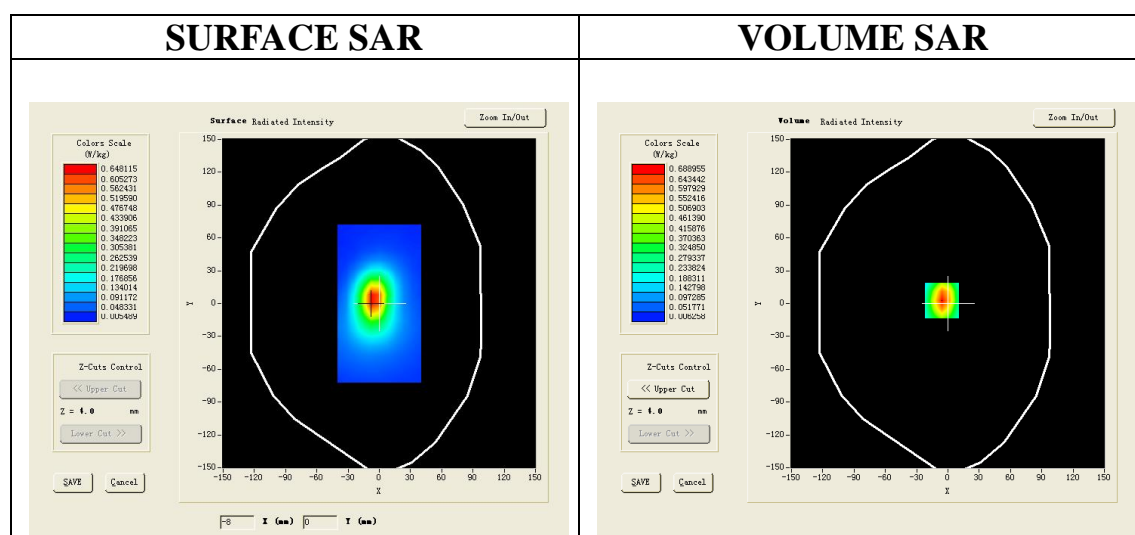 SURFACE SAR
VOLUME SAR
Surface Radiated Intensity
Zoom In/Out
Colors Scale
(W/kg)
0.648115
0.605273
0.562431
0.519590
0.476748
0.433906
0.391065
0.348223
0.305381
0.262539
0.219698
0.176856
0.134014
0.091172
0.048331
0.005489
150
120
90
60
30
0
-30
-60
-90
-120
-150
Y
-150 -120 -90 -60 -30 0 30 60 90 120 150
X
Z-Cuts Control
<< Upper Cut
Z = 4.0 mm
Lower Cut >>
SAVE Cancel
-8 X (mm) 0 Y (mm)
Volume Radiated Intensity
Zoom In/Out
Colors Scale
(W/kg)
0.688955
0.643442
0.597929
0.552416
0.506903
0.461390
0.415876
0.370363
0.324850
0.279337
0.233824
0.188311
0.142798
0.097285
0.051771
0.006258
150
120
90
60
30
0
-30
-60
-90
-120
-150
Y
-150 -120 -90 -60 -30 0 30 60 90 120 150
X
Z-Cuts Control
<< Upper Cut
Z = 4.0 mm
Lower Cut >>
SAVE Cancel